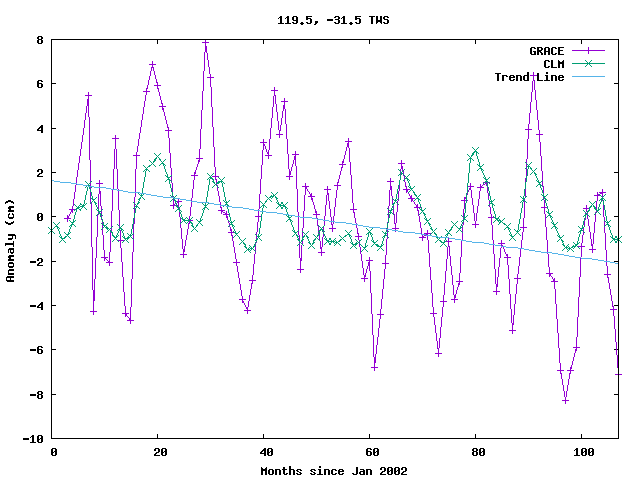 119.5, -31.5 TWS
GRACE
CLM
Trend Line
8
6
4
2
0
-2
-4
-6
-8
-10
Anomaly (cm)
0 20 40 60 80 100
Months since Jan 2002